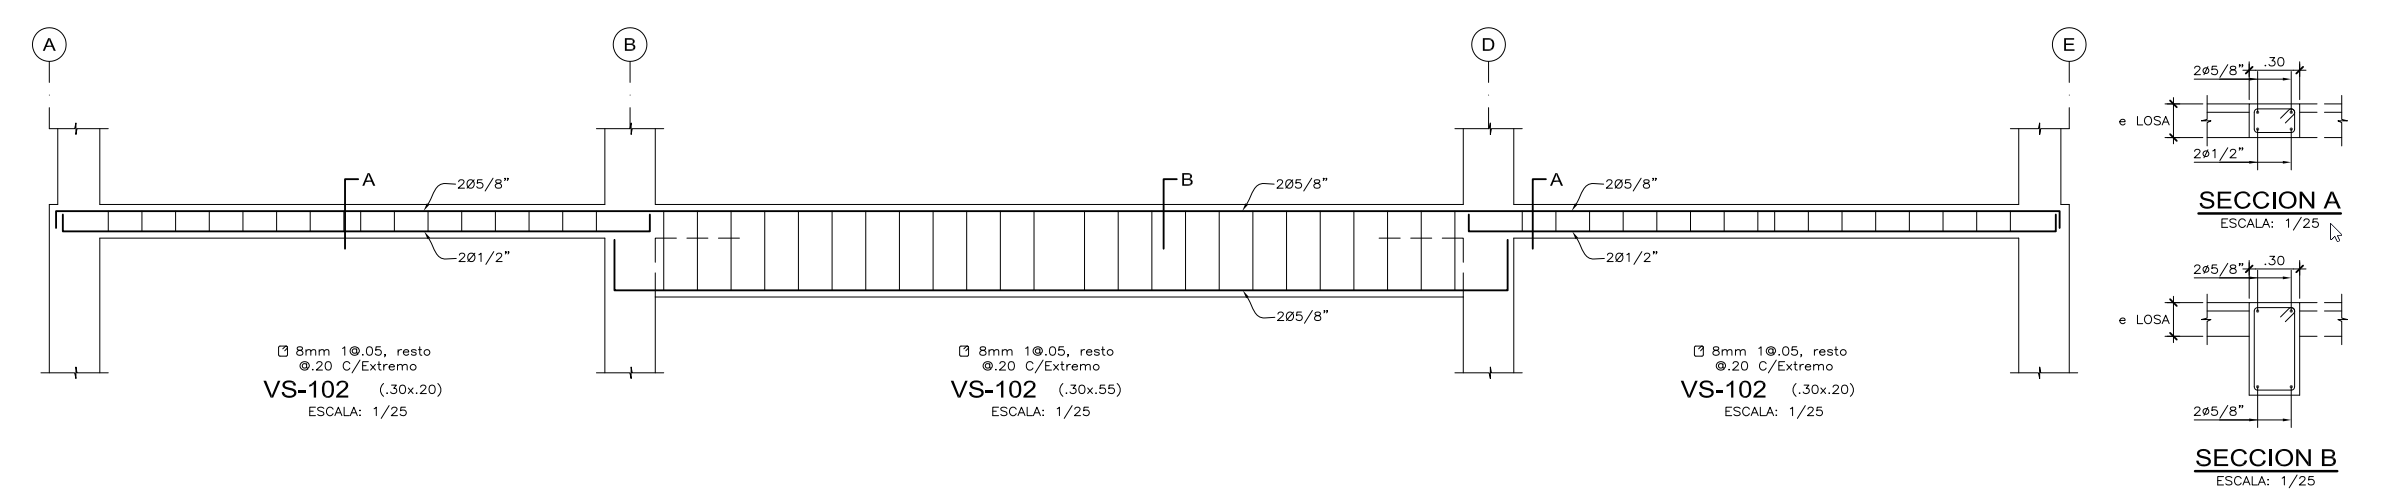 A
B
D
E
A
2Ø5/8"
B
2Ø5/8"
A
2Ø5/8"
2Ø1/2"
2Ø5/8"
2Ø1/2"
8mm 1@.05, resto
@.20 C/Extremo
VS-102 (.30x.20)
ESCALA: 1/25
8mm 1@.05, resto
@.20 C/Extremo
VS-102 (.30x.55)
ESCALA: 1/25
8mm 1@.05, resto
@.20 C/Extremo
VS-102 (.30x.20)
ESCALA: 1/25
.30
2ø5/8"
e LOSA
2ø1/2"
SECCION A
ESCALA: 1/25
.30
2ø5/8"
e LOSA
2ø5/8"
SECCION B
ESCALA: 1/25